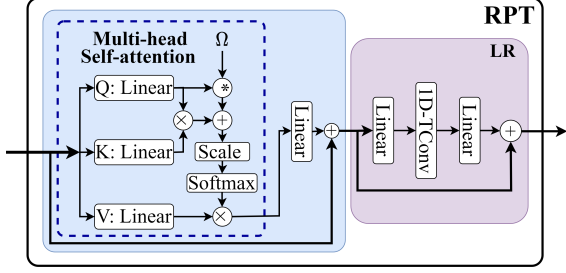 RPT
LR
Multi-head
Self-attention
Ω
Q: Linear
*
×
+
K: Linear
Scale
Softmax
V: Linear
×
Linear
+
Linear
1D-TConv
Linear
+